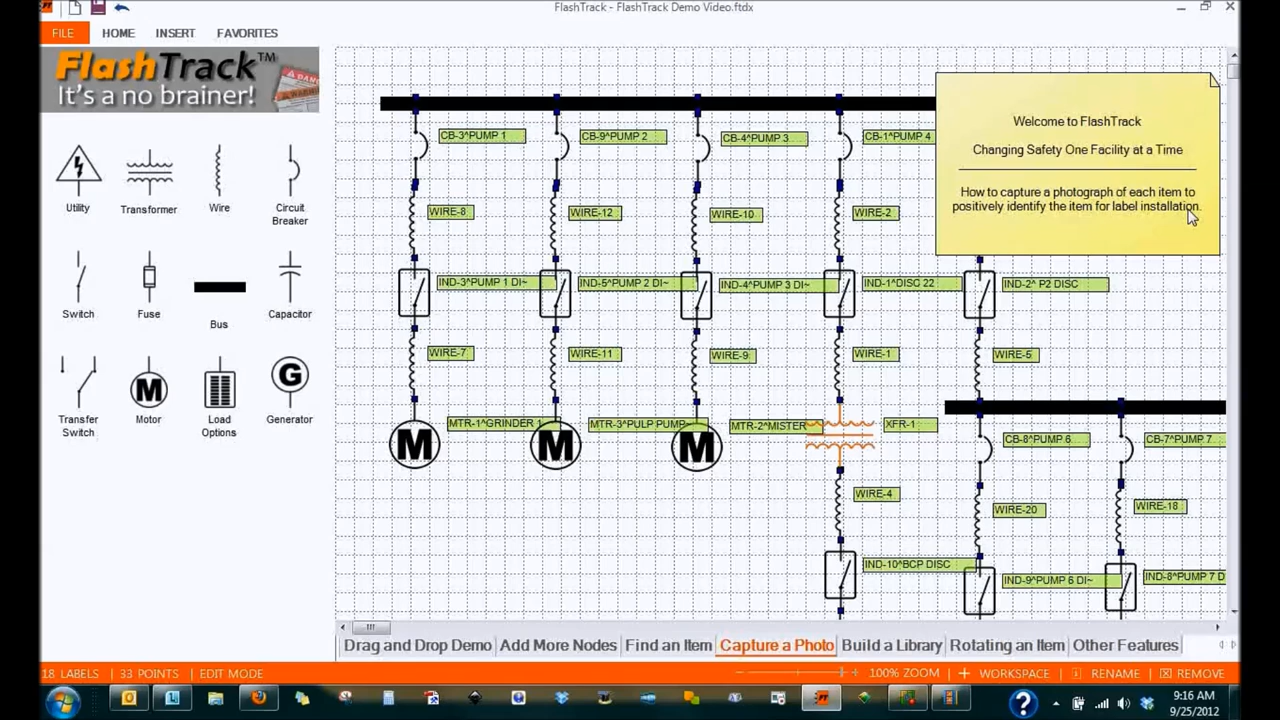 FlashTrack - FlashTrack Demo Video.ftdx
FILE
HOME
INSERT
FAVORITES
FlashTrack™
It's a no brainer!
Utility
Transformer
Wire
Circuit
Breaker
Switch
Fuse
Bus
Capacitor
Transfer
Switch
M
Motor
Load
Options
G
Generator
Welcome to FlashTrack
Changing Safety One Facility at a Time
How to capture a photograph of each item to
positively identify the item for label installation.
CB-3^PUMP 1
CB-9^PUMP 2
CB-4^PUMP 3
CB-1^PUMP 4
WIRE-8
WIRE-12
WIRE-10
WIRE-2
IND-3^PUMP 1 DI~
IND-5^PUMP 2 DI~
IND-4^PUMP 3 DI~
IND-1^DISC 22
IND-2^ P2 DISC
WIRE-7
WIRE-11
WIRE-9
WIRE-1
WIRE-5
M
MTR-1^GRINDER 1
M
MTR-3^PULP PUMP~
M
MTR-2^MISTER
XFR-1
CB-8^PUMP 6
CB-7^PUMP 7
WIRE-4
WIRE-20
WIRE-18
IND-10^BCP DISC
IND-9^PUMP 6 DI~
IND-8^PUMP 7 D
Drag and Drop Demo
Add More Nodes
Find an Item
Capture a Photo
Build a Library
Rotating an Item
Other Features
18 LABELS
33 POINTS
EDIT MODE
100% ZOOM
WORKSPACE
RENAME
REMOVE
9:16 AM
9/25/2012